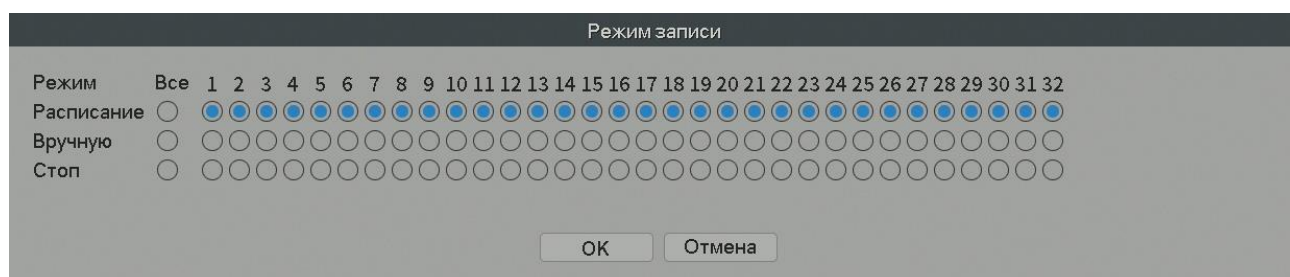 Режим записи
Режим Все 1 2 3 4 5 6 7 8 9 10 11 12 13 14 15 16 17 18 19 20 21 22 23 24 25 26 27 28 29 30 31 32
Расписание
Вручную
Стоп
OK Отмена